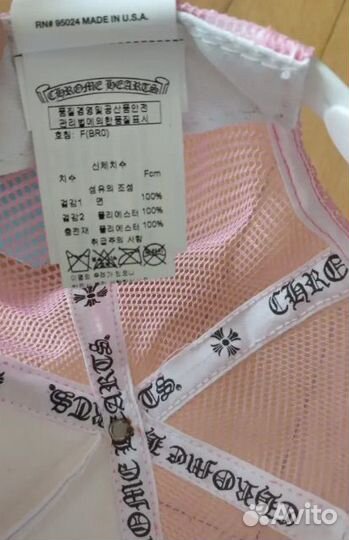 RN# 95024 MADE IN U.S.A.
CHROME HEARTS
품질경영및공산품안전
관리법에의한품질표시
호칭: F(BR0)
신체치수
치수 Fcm
섬유의 조성
겉감1 면 100%
겉감2 폴리에스터 100%
충전재 폴리에스터 100%
취급주의 사항
CHRE
HEARTS.
OME HEARTS.
CHROME H
Avito